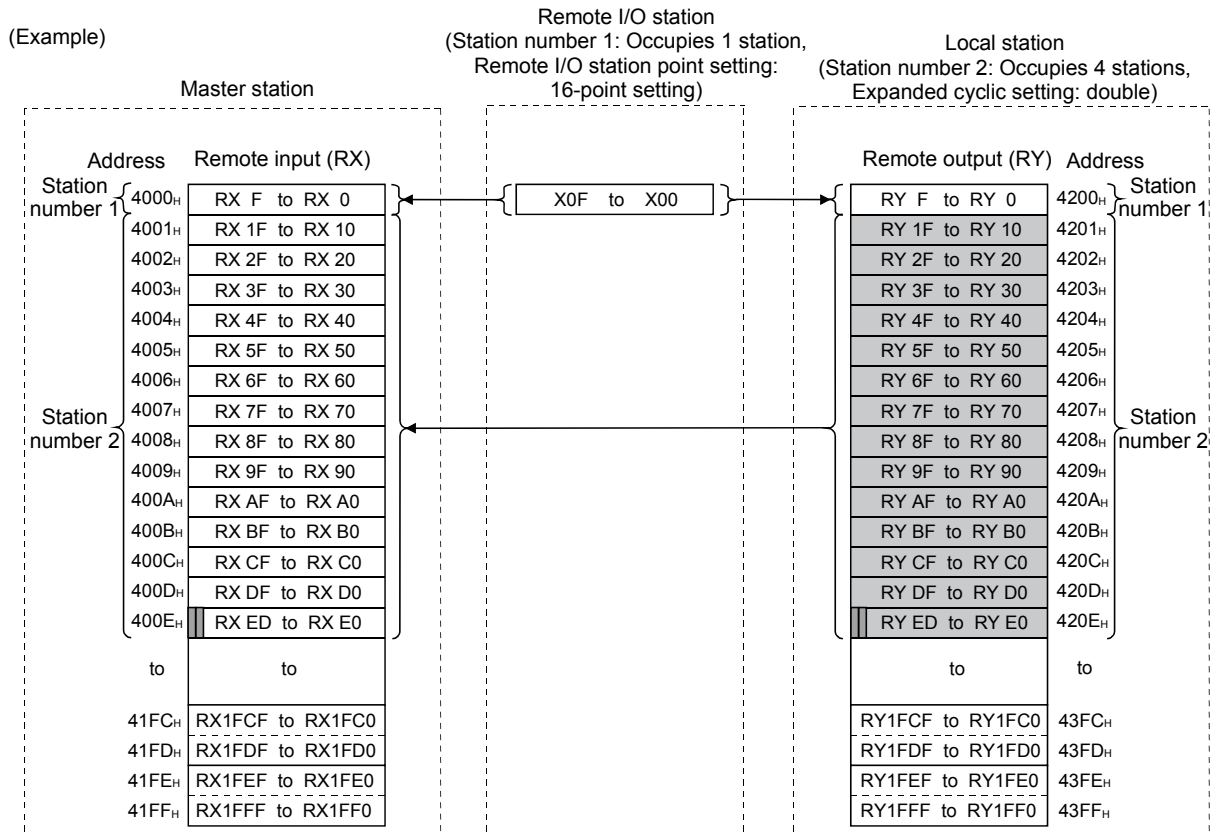 (Example)
Remote I/O station
(Station number 1: Occupies 1 station,
Remote I/O station point setting:
16-point setting)
Local station
(Station number 2: Occupies 4 stations,
Expanded cyclic setting: double)
Master station
Address Remote input (RX)
Remote output (RY) Address
Station
number 1
4000H RX F to RX 0
X0F to X00
RY F to RY 0 4200H
Station
number 1
4001H RX 1F to RX 10 RY 1F to RY 10 4201H
4002H RX 2F to RX 20 RY 2F to RY 20 4202H
4003H RX 3F to RX 30 RY 3F to RY 30 4203H
4004H RX 4F to RX 40 RY 4F to RY 40 4204H
4005H RX 5F to RX 50 RY 5F to RY 50 4205H
4006H RX 6F to RX 60 RY 6F to RY 60 4206H
4007H RX 7F to RX 70 RY 7F to RY 70 4207H
Station
number 2
Station
number 2
4008H RX 8F to RX 80 RY 8F to RY 80 4208H
4009H RX 9F to RX 90 RY 9F to RY 90 4209H
400AH RX AF to RX A0 RY AF to RY A0 420AH
400BH RX BF to RX B0 RY BF to RY B0 420BH
400CH RX CF to RX C0 RY CF to RY C0 420CH
400DH RX DF to RX D0 RY DF to RY D0 420DH
400EH RX ED to RX E0 RY ED to RY E0 420EH
to to to to
41FCH RX1FCF to RX1FC0 RY1FCF to RY1FC0 43FCH
41FDH RX1FDF to RX1FD0 RY1FDF to RY1FD0 43FDH
41FEH RX1FEF to RX1FE0 RY1FEF to RY1FE0 43FEH
41FFH RX1FFF to RX1FF0 RY1FFF to RY1FF0 43FFH